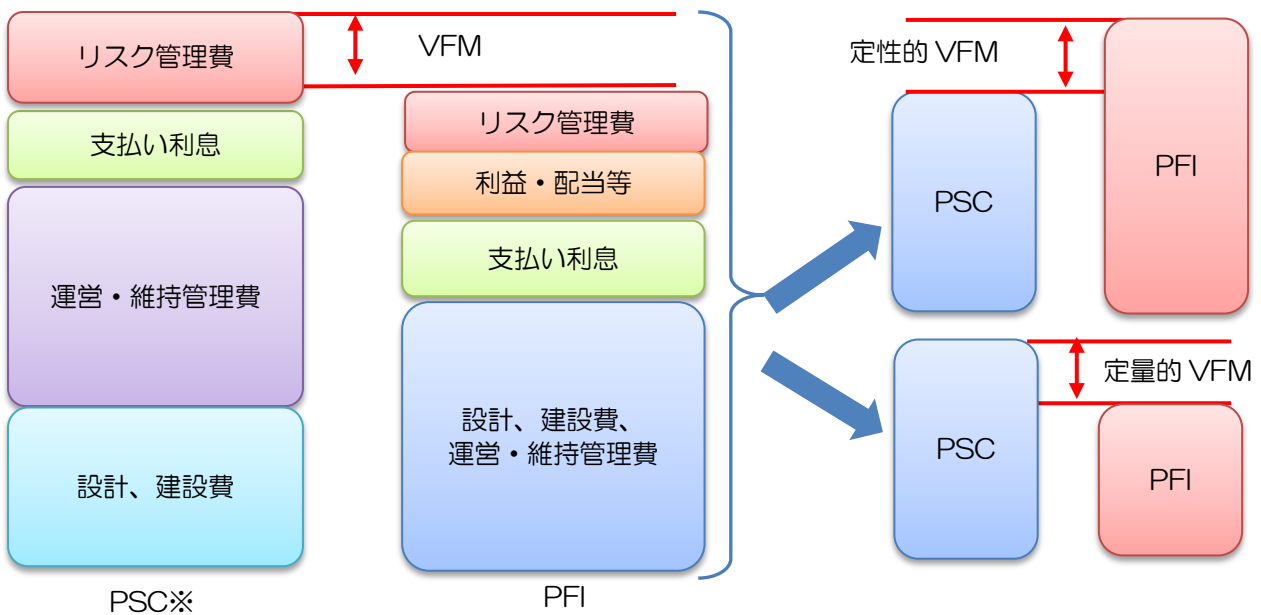 リスク管理費
支払い利息
運営・維持管理費
設計、建設費
PSC※
VFM
リスク管理費
利益・配当等
支払い利息
設計、建設費、
運営・維持管理費
PFI
定性的 VFM
PSC
PFI
定量的 VFM
PSC
PFI